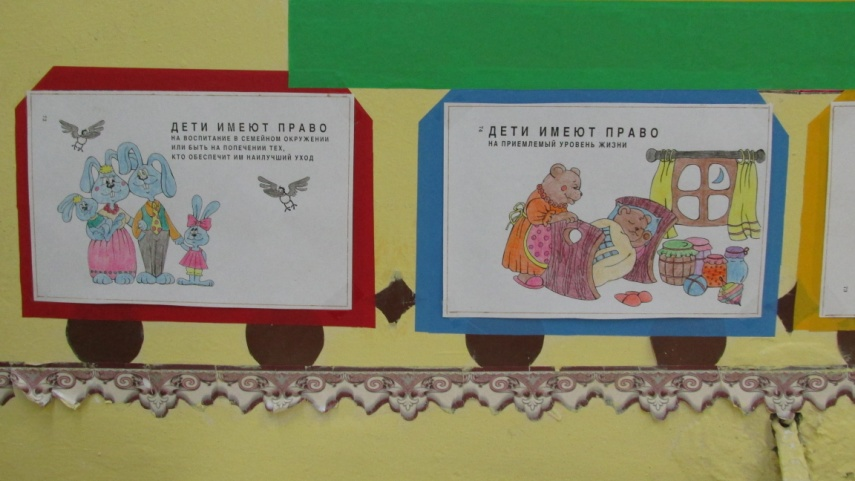 ДЕТИ ИМЕЮТ ПРАВО
НА ВОСПИТАНИЕ В СЕМЕЙНОМ ОКРУЖЕНИИ
ИЛИ БЫТЬ НА ПОПЕЧЕНИИ ТЕХ,
КТО ОБЕСПЕЧИТ ИМ НАИЛУЧШИЙ УХОД
ДЕТИ ИМЕЮТ ПРАВО
НА ПРИЕМЛЕМЫЙ УРОВЕНЬ ЖИЗНИ